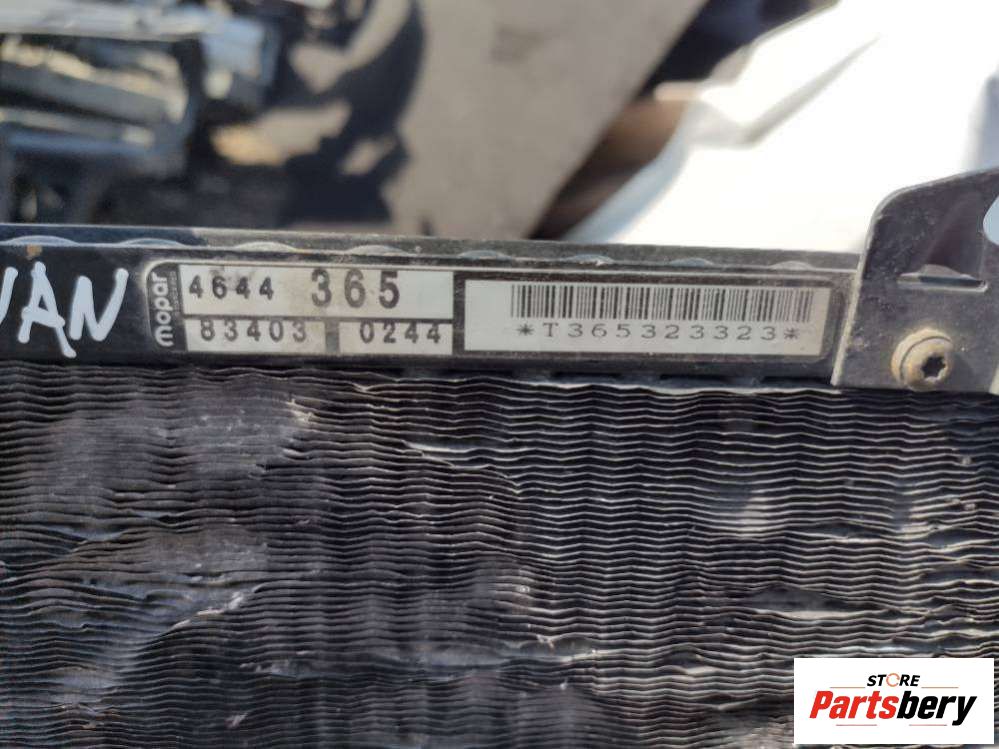 VAN
mopar
4644 365
83403 0244
*T365323323*
STORE
Partsbery